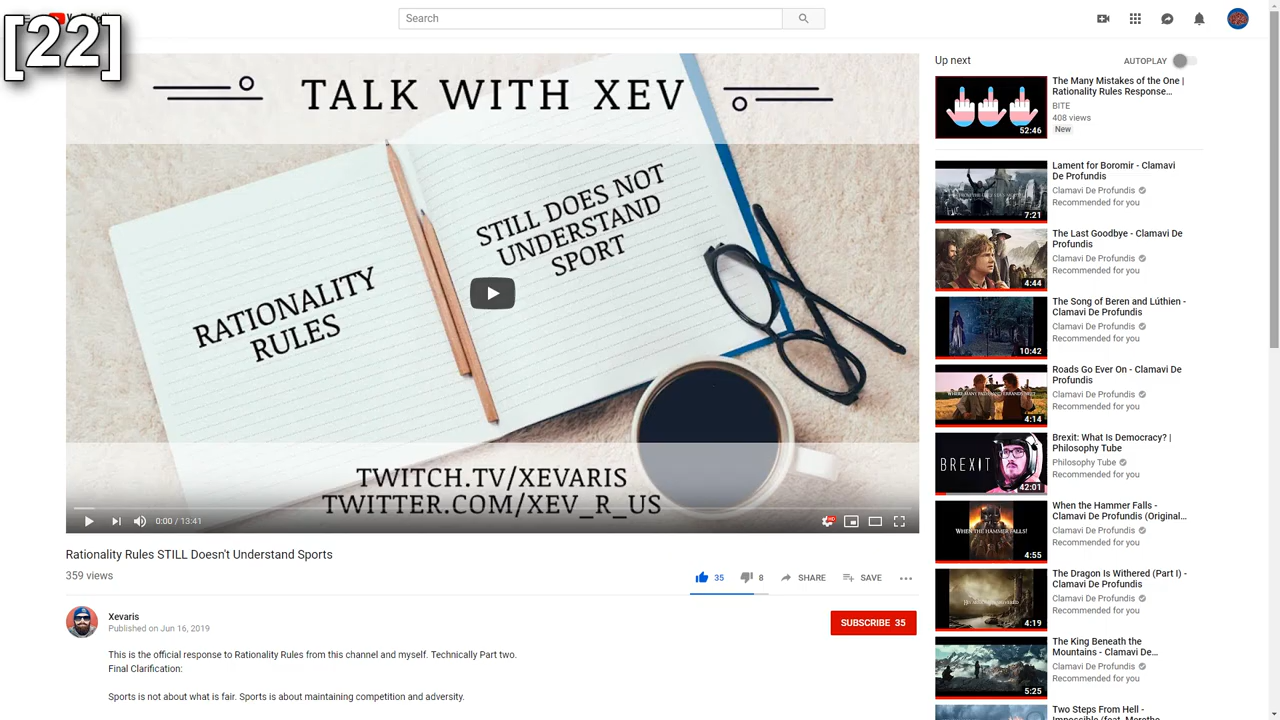 [22]
Search
TALK WITH XEV
RATIONALITY
RULES
STILL DOES NOT
UNDERSTAND
SPORT
TWITCH.TV/XEVARIS
TWITTER.COM/XEV_R_US
0:00 / 13:41
HD
Rationality Rules STILL Doesn't Understand Sports
359 views
35
8
SHARE
SAVE
Xevaris
Published on Jun 16, 2019
SUBSCRIBE 35
This is the official response to Rationality Rules from this channel and myself. Technically Part two.
Final Clarification:
Sports is not about what is fair. Sports is about maintaining competition and adversity.
Up next
AUTOPLAY
52:46
The Many Mistakes of the One |
Rationality Rules Response…
BITE
408 views
New
7:21
Lament for Boromir - Clamavi
De Profundis
Clamavi De Profundis
Recommended for you
4:44
The Last Goodbye - Clamavi De
Profundis
Clamavi De Profundis
Recommended for you
10:42
The Song of Beren and Lúthien -
Clamavi De Profundis
Clamavi De Profundis
Recommended for you
4:14
Roads Go Ever On - Clamavi De
Profundis
Clamavi De Profundis
Recommended for you
BREXIT
42:01
Brexit: What Is Democracy? |
Philosophy Tube
Philosophy Tube
Recommended for you
WHEN THE HAMMER FALLS!
4:55
When the Hammer Falls -
Clamavi De Profundis (Original…
Clamavi De Profundis
Recommended for you
4:19
The Dragon Is Withered (Part I) -
Clamavi De Profundis
Clamavi De Profundis
Recommended for you
5:25
The King Beneath the
Mountains - Clamavi De…
Clamavi De Profundis
Recommended for you
Two Steps From Hell -